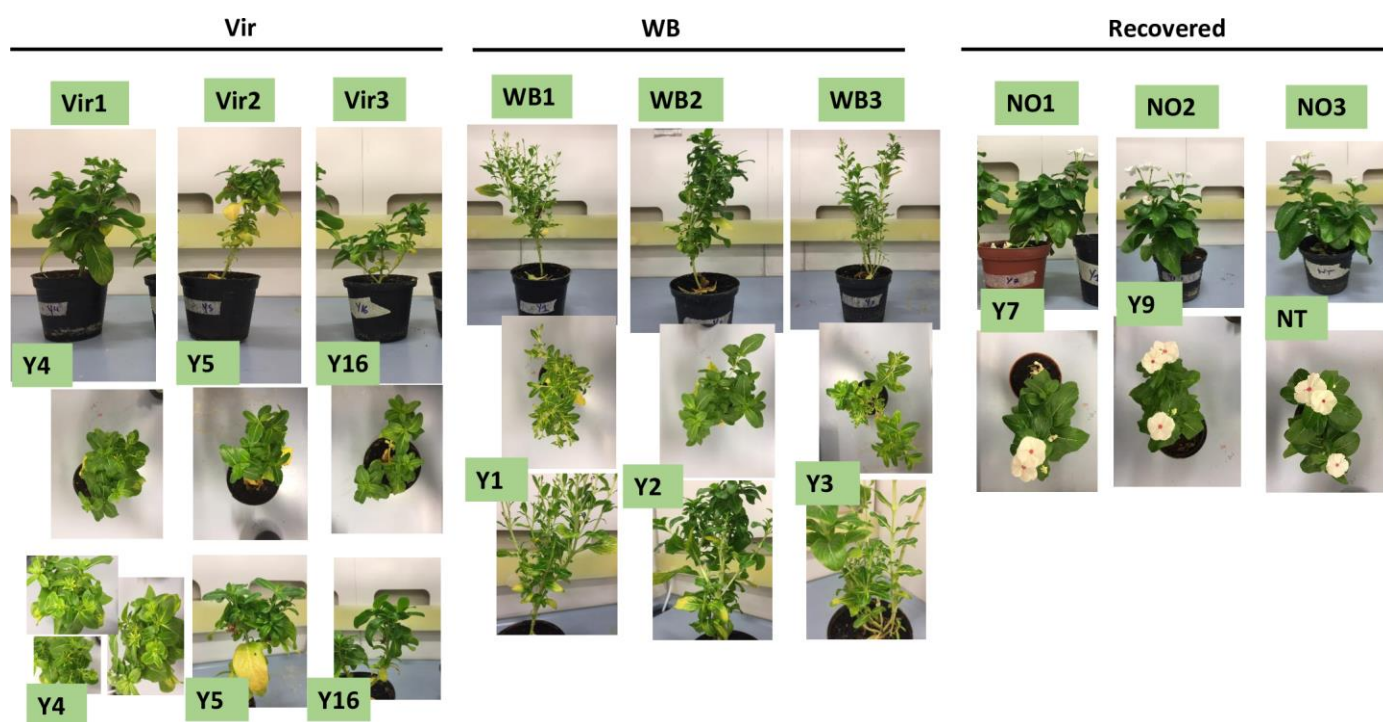 Vir
WB
Recovered
Vir1
Vir2
Vir3
WB1
WB2
WB3
NO1
NO2
NO3
Y4
Y5
Y16
Y7
Y9
NT
Y1
Y2
Y3
Y4
Y5
Y16